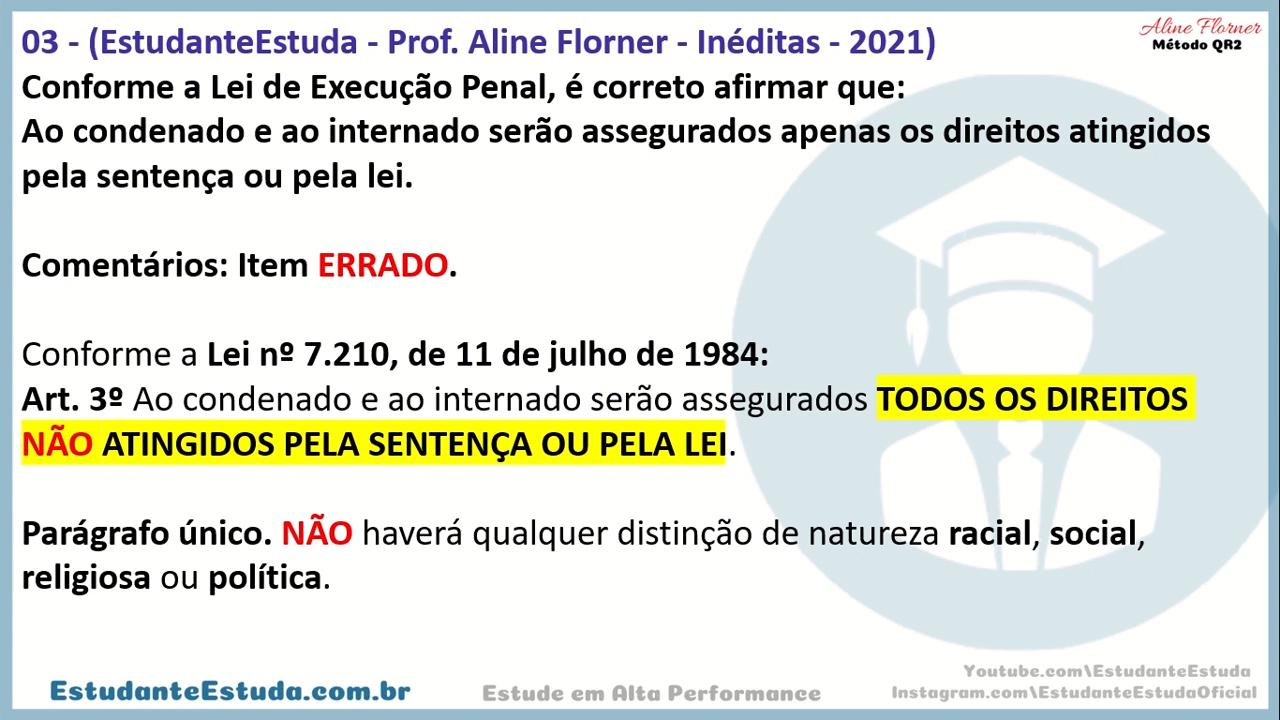 Aline Florner
Método QR2
03 - (EstudanteEstuda - Prof. Aline Florner - Inéditas - 2021)
Conforme a Lei de Execução Penal, é correto afirmar que:
Ao condenado e ao internado serão assegurados apenas os direitos atingidos
pela sentença ou pela lei.
Comentários: Item ERRADO.
Conforme a Lei nº 7.210, de 11 de julho de 1984:
Art. 3º Ao condenado e ao internado serão assegurados TODOS OS DIREITOS
NÃO ATINGIDOS PELA SENTENÇA OU PELA LEI.
Parágrafo único. NÃO haverá qualquer distinção de natureza racial, social,
religiosa ou política.
EstudanteEstuda.com.br
Estude em Alta Performance
Youtube.com\EstudanteEstuda
Instagram.com\EstudanteEstudaOficial